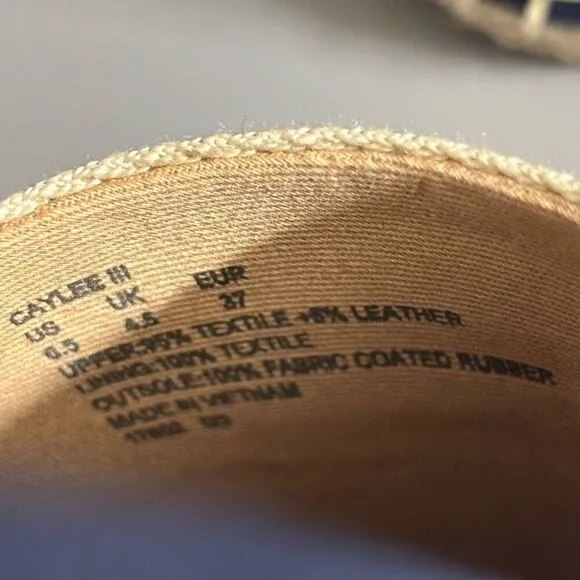 CAYLEE III
US UK EUR
6.5 4.5 37
UPPER:95% TEXTILE +5% LEATHER
LINING:100% TEXTILE
OUTSOLE:100% FABRIC COATED RUBBER
MADE IN VIETNAM